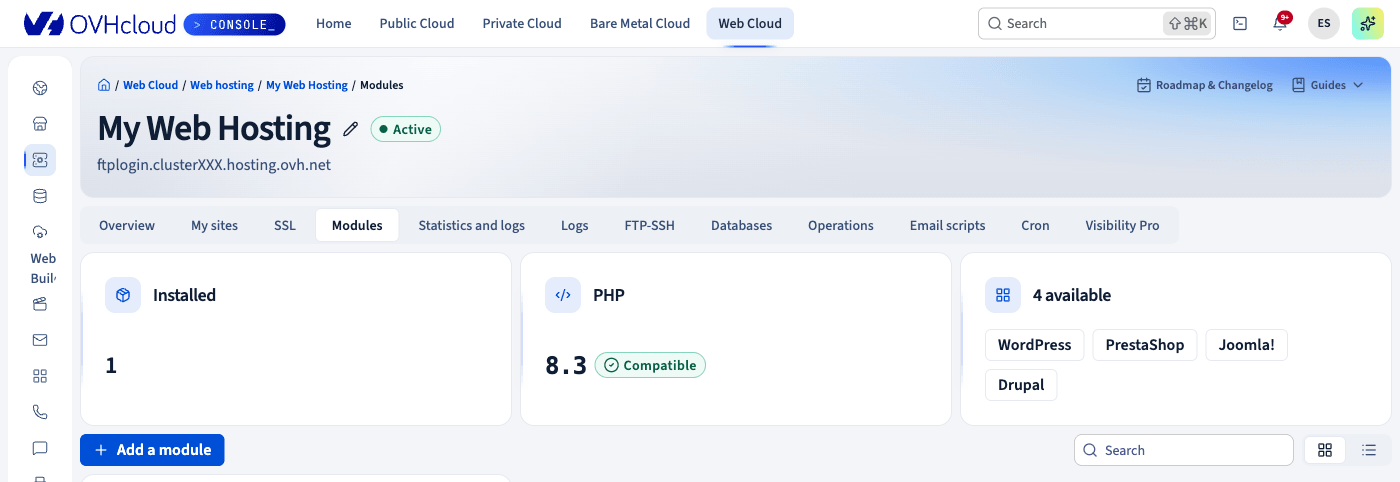 OVHcloud > CONSOLE_ Home Public Cloud Private Cloud Bare Metal Cloud Web Cloud Search ⇧⌘K 9+ ES
/ Web Cloud / Web hosting / My Web Hosting / Modules Roadmap & Changelog Guides
My Web Hosting Active
ftplogin.clusterXXX.hosting.ovh.net
Overview My sites SSL Modules Statistics and logs Logs FTP-SSH Databases Operations Email scripts Cron Visibility Pro
Web
Installed
1
PHP
8.3 Compatible
4 available
WordPress PrestaShop Joomla!
Drupal
+ Add a module Search